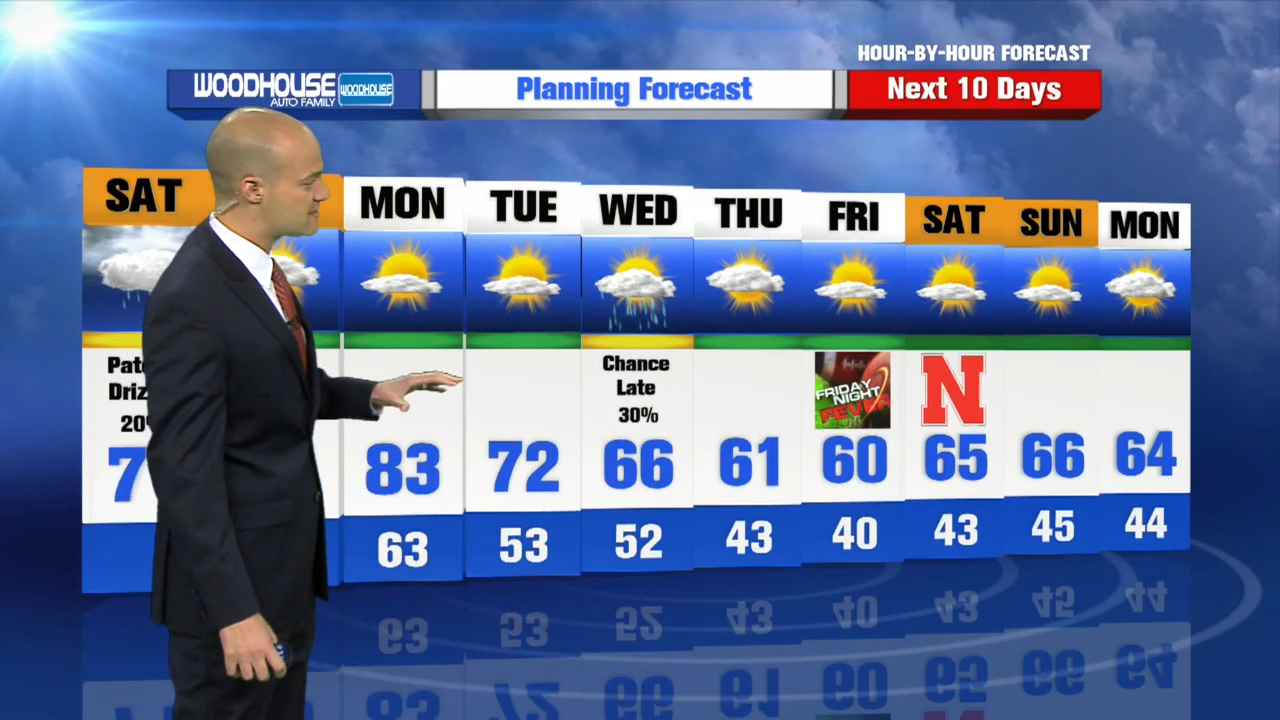 HOUR-BY-HOUR FORECAST
WOODHOUSE
AUTO FAMILY
WOODHOUSE
Planning Forecast
Next 10 Days
SAT
MON
TUE
WED
THU
FRI
SAT
SUN
MON
Chance
Late
30%
FRIDAY
NIGHT
FEVER
N
83
72
66
61
60
65
66
64
63
53
52
43
40
43
45
44